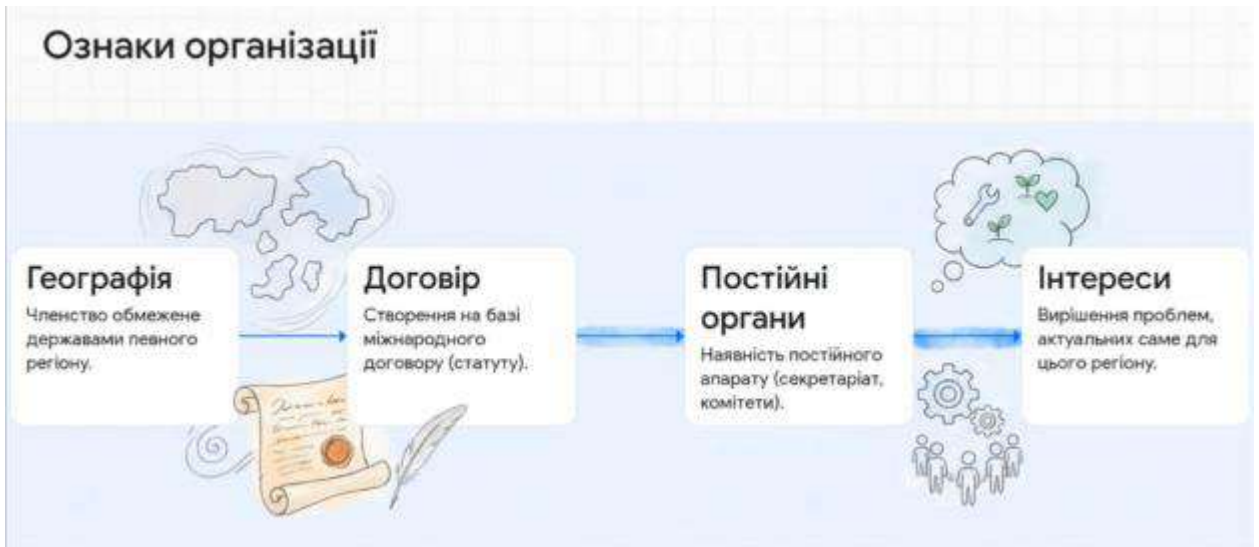 Ознаки організації
Географія
Членство обмежене
державами певного
регіону.
Договір
Створення на базі
міжнародного
договору (статуту).
Постійні
органи
Наявність постійного
апарату (секретаріат,
комітети).
Інтереси
Вирішення проблем,
актуальних саме для
цього регіону.